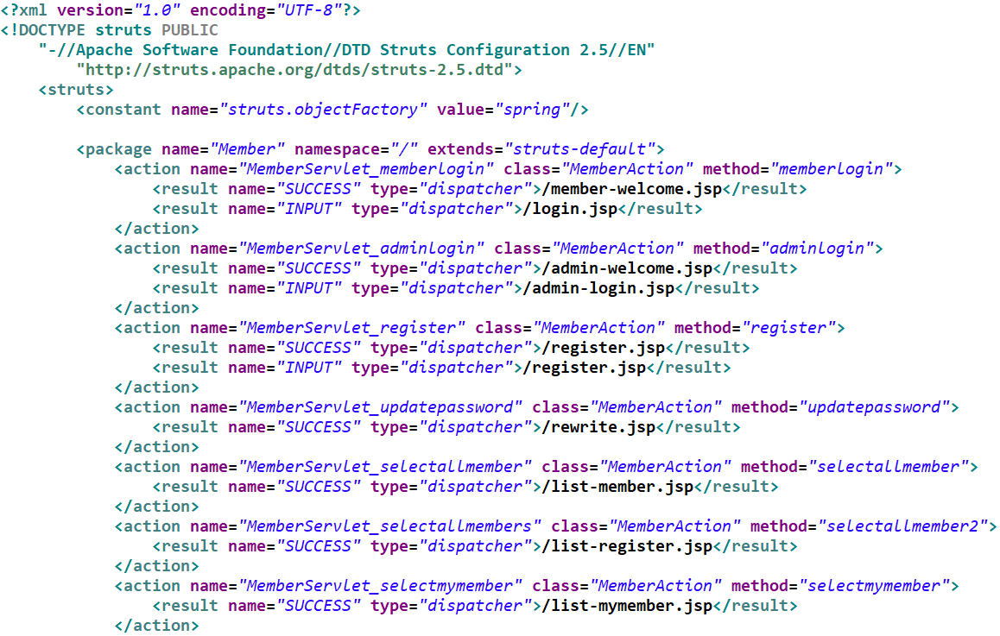 <?xml version="1.0" encoding="UTF-8"?>
<!DOCTYPE struts PUBLIC
    "-//Apache Software Foundation//DTD Struts Configuration 2.5//EN"
        "http://struts.apache.org/dtds/struts-2.5.dtd">
    <struts>
        <constant name="struts.objectFactory" value="spring"/>

        <package name="Member" namespace="/" extends="struts-default">
            <action name="MemberServlet_memberlogin" class="MemberAction" method="memberlogin">
                <result name="SUCCESS" type="dispatcher">/member-welcome.jsp</result>
                <result name="INPUT" type="dispatcher">/login.jsp</result>
            </action>
            <action name="MemberServlet_adminlogin" class="MemberAction" method="adminlogin">
                <result name="SUCCESS" type="dispatcher">/admin-welcome.jsp</result>
                <result name="INPUT" type="dispatcher">/admin-login.jsp</result>
            </action>
            <action name="MemberServlet_register" class="MemberAction" method="register">
                <result name="SUCCESS" type="dispatcher">/register.jsp</result>
                <result name="INPUT" type="dispatcher">/register.jsp</result>
            </action>
            <action name="MemberServlet_updatepassword" class="MemberAction" method="updatepassword">
                <result name="SUCCESS" type="dispatcher">/rewrite.jsp</result>
            </action>
            <action name="MemberServlet_selectallmember" class="MemberAction" method="selectallmember">
                <result name="SUCCESS" type="dispatcher">/list-member.jsp</result>
            </action>
            <action name="MemberServlet_selectallmembers" class="MemberAction" method="selectallmember2">
                <result name="SUCCESS" type="dispatcher">/list-register.jsp</result>
            </action>
            <action name="MemberServlet_selectmymember" class="MemberAction" method="selectmymember">
                <result name="SUCCESS" type="dispatcher">/list-mymember.jsp</result>
            </action>